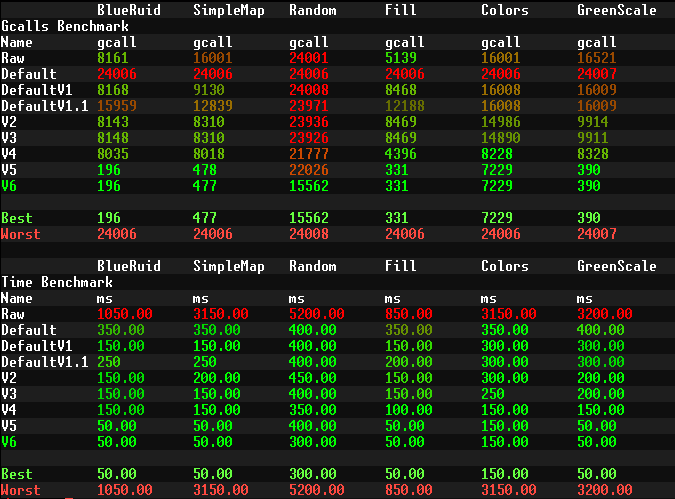 BlueRuid SimpleMap Random Fill Colors GreenScale
Gcalls Benchmark
Name gcall gcall gcall gcall gcall gcall
Raw 8161 16001 24001 5139 16001 16521
Default 24006 24006 24006 24006 24006 24007
DefaultV1 8168 9130 24008 8468 16008 16009
DefaultV1.1 15959 12839 23971 12188 16008 16009
V2 8143 8310 23936 8469 14986 9914
V3 8148 8310 23926 8469 14890 9911
V4 8035 8018 21777 4396 8228 8328
V5 196 478 22026 331 7229 390
V6 196 477 15562 331 7229 390
Best 196 477 15562 331 7229 390
Worst 24006 24006 24008 24006 24006 24007
BlueRuid SimpleMap Random Fill Colors GreenScale
Time Benchmark
Name ms ms ms ms ms ms
Raw 1050.00 3150.00 5200.00 850.00 3150.00 3200.00
Default 350.00 350.00 400.00 350.00 350.00 400.00
DefaultV1 150.00 150.00 400.00 150.00 300.00 300.00
DefaultV1.1 250 250 400.00 200.00 300.00 300.00
V2 150.00 200.00 450.00 150.00 300.00 200.00
V3 150.00 150.00 400.00 150.00 250 200.00
V4 150.00 150.00 350.00 100.00 150.00 150.00
V5 50.00 50.00 400.00 50.00 150.00 50.00
V6 50.00 50.00 300.00 50.00 150.00 50.00
Best 50.00 50.00 300.00 50.00 150.00 50.00
Worst 1050.00 3150.00 5200.00 850.00 3150.00 3200.00